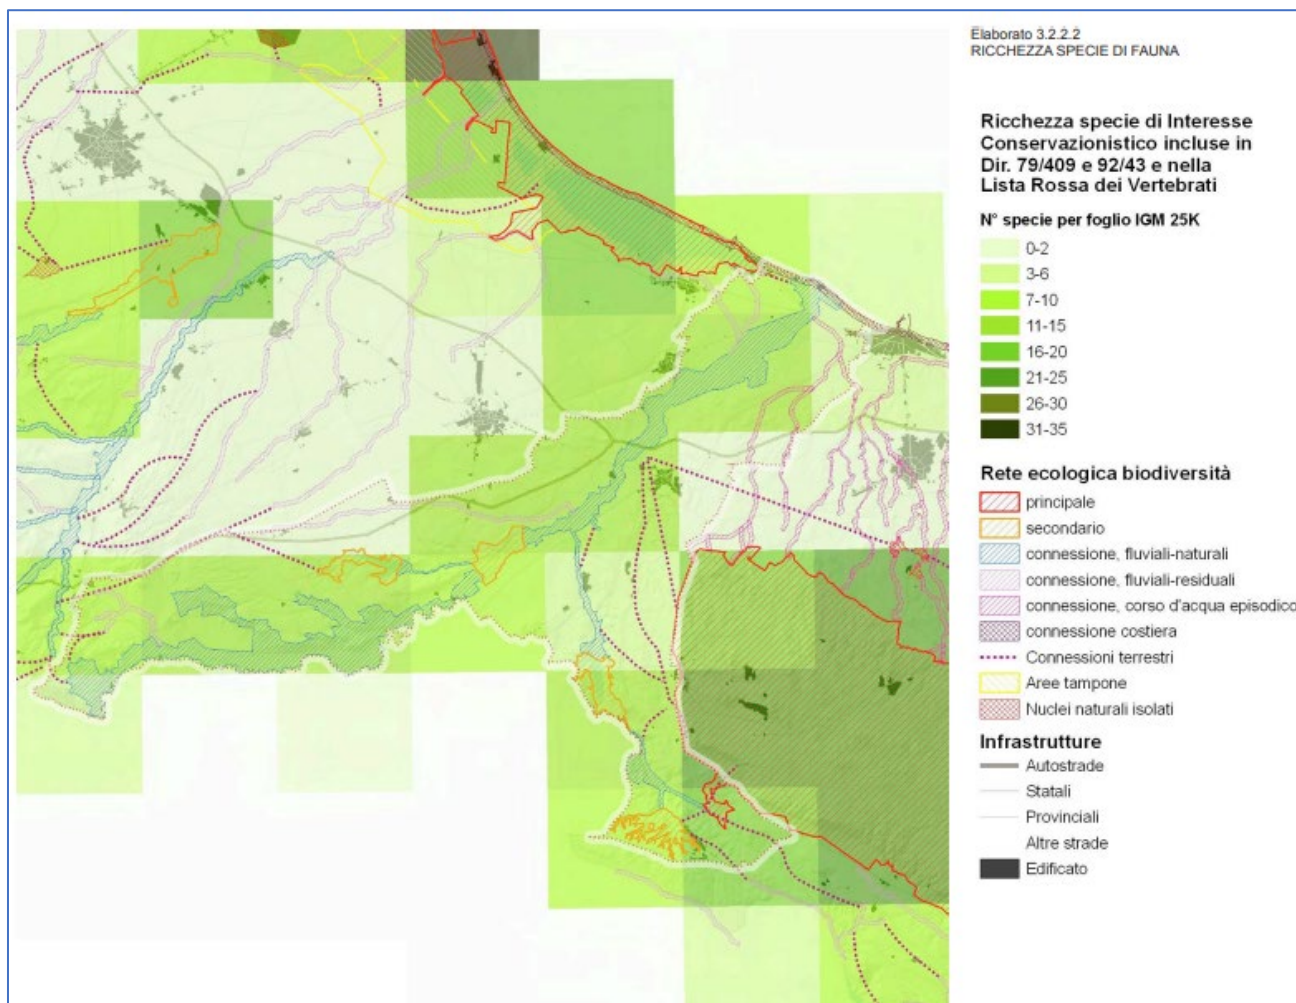 Elaborato 3.2.2.2
RICCHEZZA SPECIE DI FAUNA
Ricchezza specie di Interesse
Conservazionistico incluse in
Dir. 79/409 e 92/43 e nella
Lista Rossa dei Vertebrati
N° specie per foglio IGM 25K
0-2
3-6
7-10
11-15
16-20
21-25
26-30
31-35
Rete ecologica biodiversità
principale
secondario
connessione, fluviali-naturali
connessione, fluviali-residuali
connessione, corso d'acqua episodico
connessione costiera
Connessioni terrestri
Aree tampone
Nuclei naturali isolati
Infrastrutture
Autostrade
Statali
Provinciali
Altre strade
Edificato